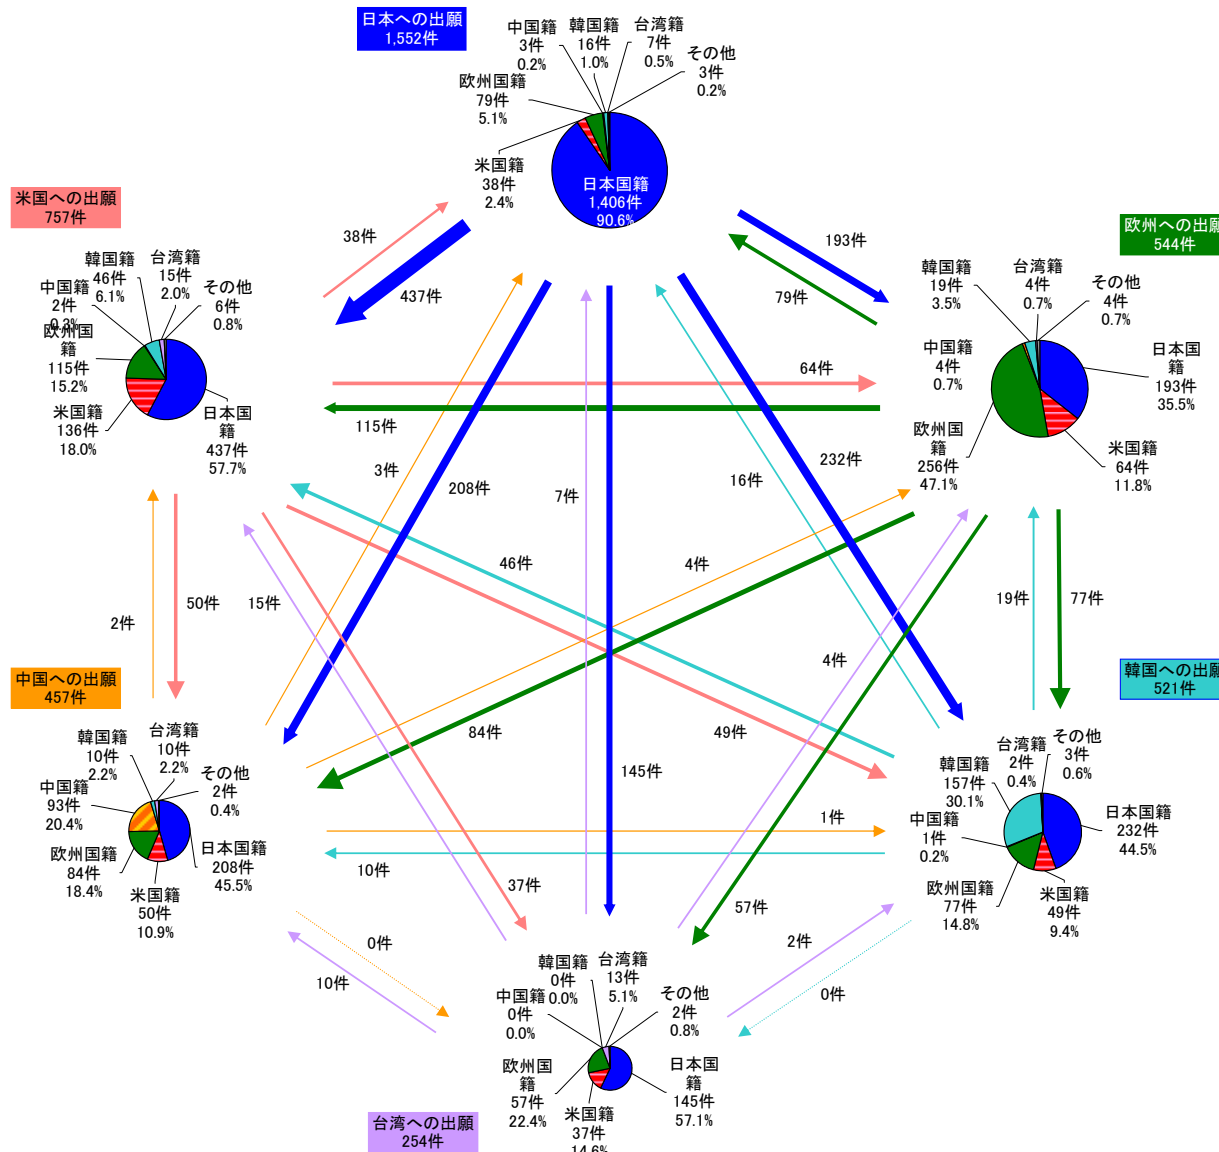 日本への出願
1,552件
中国籍
3件
0.2%
韓国籍
16件
1.0%
台湾籍
7件
0.5%
その他
3件
0.2%
欧州国籍
79件
5.1%
米国籍
38件
2.4%
日本国籍
1,406件
90.6%
米国への出願
757件
韓国籍
46件
6.1%
台湾籍
15件
2.0%
その他
6件
0.8%
中国籍
2件
0.3%
欧州国
籍
115件
15.2%
米国籍
136件
18.0%
日本国
籍
437件
57.7%
欧州への出願
544件
韓国籍
19件
3.5%
台湾籍
4件
0.7%
その他
4件
0.7%
中国籍
4件
0.7%
日本国
籍
193件
35.5%
欧州国
籍
256件
47.1%
米国籍
64件
11.8%
38件
437件
193件
79件
64件
115件
3件
208件
7件
232件
16件
46件
4件
2件
50件
15件
19件
77件
4件
84件
49件
145件
1件
10件
37件
57件
0件
10件
2件
0件
中国への出願
457件
韓国籍
10件
2.2%
台湾籍
10件
2.2%
その他
2件
0.4%
中国籍
93件
20.4%
欧州国籍
84件
18.4%
米国籍
50件
10.9%
日本国籍
208件
45.5%
韓国への出願
521件
韓国籍
157件
30.1%
台湾籍
2件
0.4%
その他
3件
0.6%
中国籍
1件
0.2%
日本国籍
232件
44.5%
欧州国籍
77件
14.8%
米国籍
49件
9.4%
韓国籍
0件
0.0%
台湾籍
13件
5.1%
その他
2件
0.8%
中国籍
0件
0.0%
欧州国
籍
57件
22.4%
米国籍
37件
14.6%
日本国
籍
145件
57.1%
台湾への出願
254件